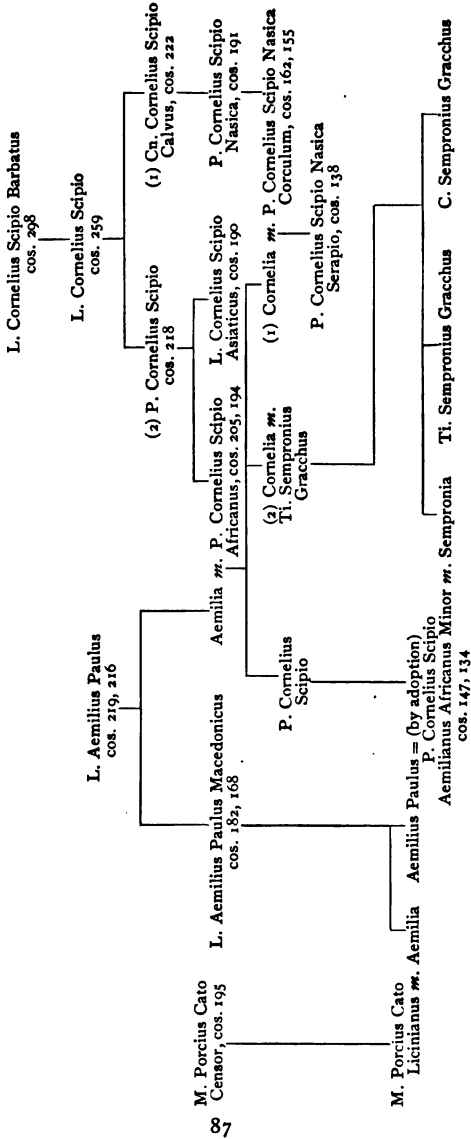 L. Cornelius Scipio Barbatus
cos. 298
L. Cornelius Scipio
cos. 259
L. Aemilius Paulus
cos. 219, 216
(2) P. Cornelius Scipio
cos. 218
(1) Cn. Cornelius Scipio
Calvus, cos. 222
M. Porcius Cato
Censor, cos. 195
L. Aemilius Paulus Macedonicus
cos. 182, 168
Aemilia m. P. Cornelius Scipio
Africanus, cos. 205, 194
L. Cornelius Scipio
Asiaticus, cos. 190
P. Cornelius Scipio
Nasica, cos. 191
P. Cornelius
Scipio
(2) Cornelia m.
Ti. Sempronius
Gracchus
(1) Cornelia m. P. Cornelius Scipio Nasica
Corculum, cos. 162, 155
P. Cornelius Scipio Nasica
Serapio, cos. 138
M. Porcius Cato
Licinianus m. Aemilia
Aemilius Paulus = (by adoption)
P. Cornelius Scipio
Aemilianus Africanus Minor m. Sempronia
cos. 147, 134
Ti. Sempronius Gracchus
C. Sempronius Gracchus
87